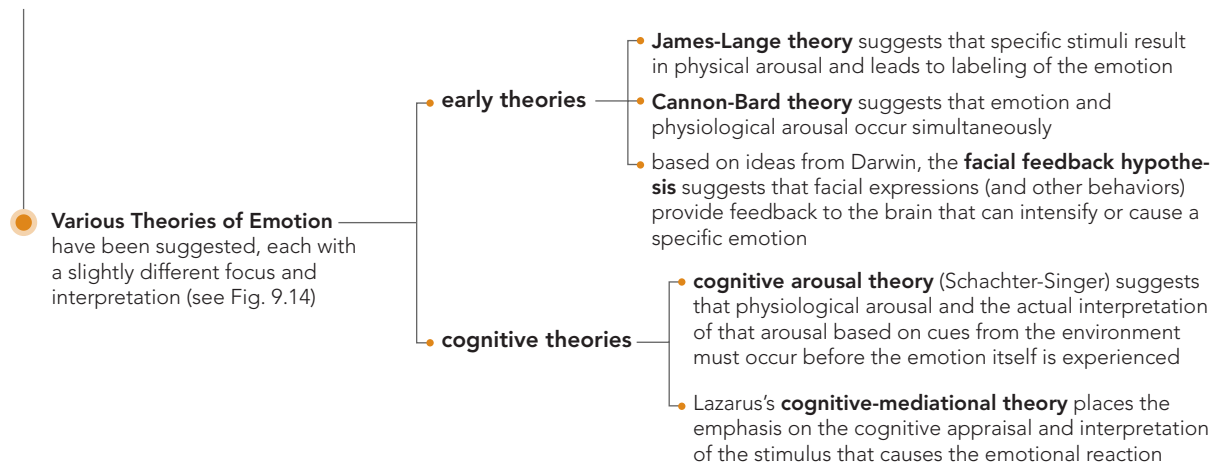 Various Theories of Emotion
have been suggested, each with
a slightly different focus and
interpretation (see Fig. 9.14)
early theories
James-Lange theory suggests that specific stimuli result
in physical arousal and leads to labeling of the emotion
Cannon-Bard theory suggests that emotion and
physiological arousal occur simultaneously
based on ideas from Darwin, the facial feedback hypothe-
sis suggests that facial expressions (and other behaviors)
provide feedback to the brain that can intensify or cause a
specific emotion
cognitive theories
cognitive arousal theory (Schachter-Singer) suggests
that physiological arousal and the actual interpretation
of that arousal based on cues from the environment
must occur before the emotion itself is experienced
Lazarus's cognitive-mediational theory places the
emphasis on the cognitive appraisal and interpretation
of the stimulus that causes the emotional reaction